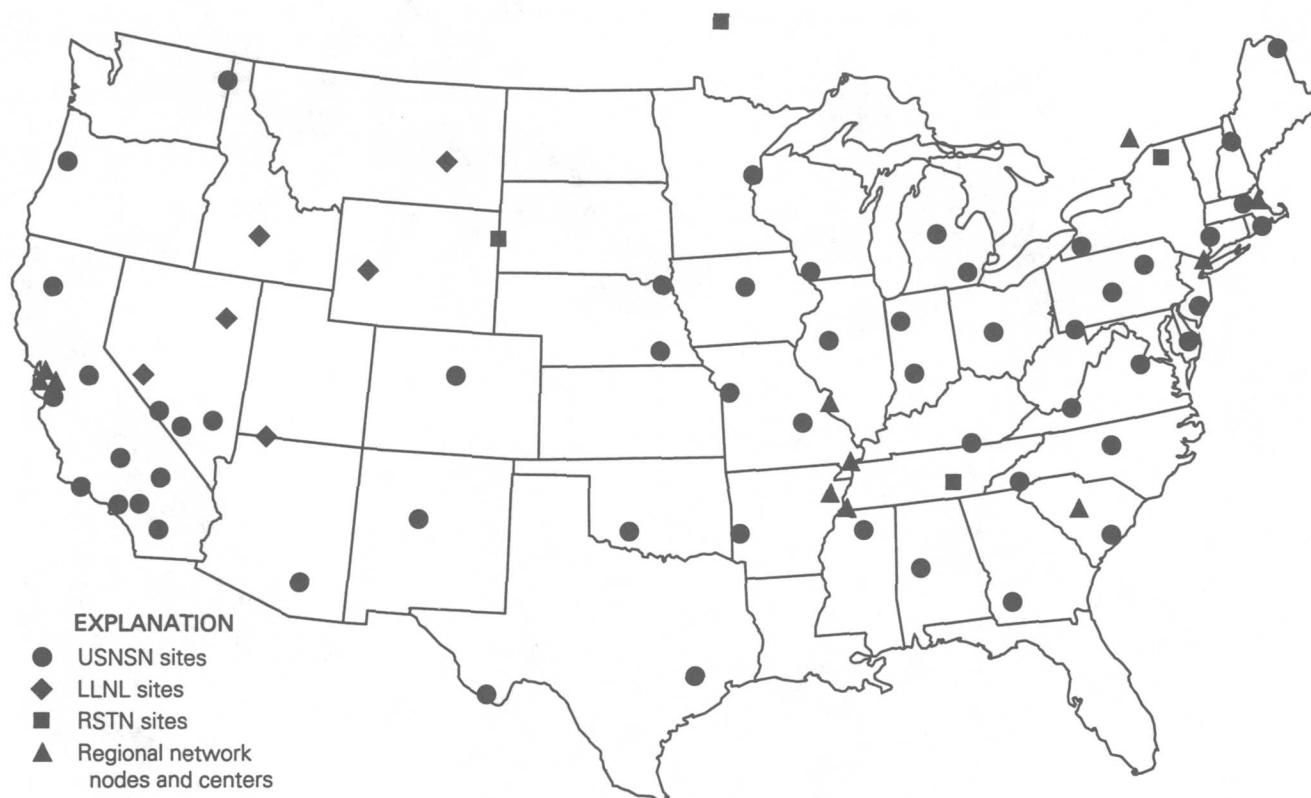 EXPLANATION
USNSN sites
LLNL sites
RSTN sites
Regional network
nodes and centers